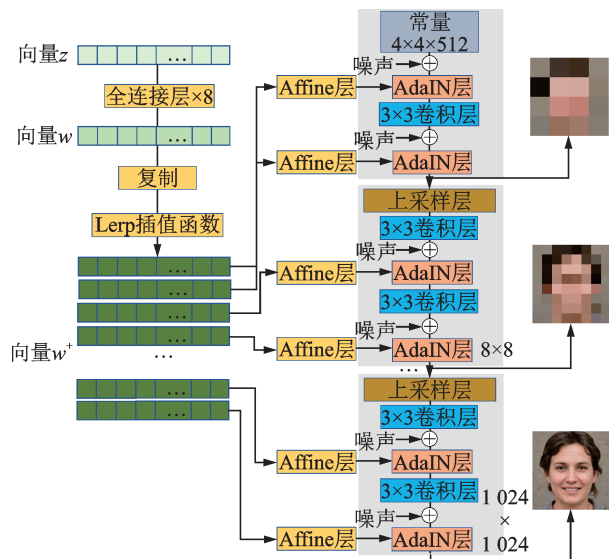 向量z
全连接层×8
向量w
复制
Lerp插值函数
向量w⁺
...
...
...
...
...
...
...
Affine层
Affine层
Affine层
Affine层
Affine层
Affine层
常量
4×4×512
噪声
AdaIN层
3×3卷积层
噪声
AdaIN层
上采样层
3×3卷积层
噪声
AdaIN层
3×3卷积层
噪声
AdaIN层
8×8
...
上采样层
3×3卷积层
噪声
AdaIN层
3×3卷积层
噪声
AdaIN层
1 024
×
1 024